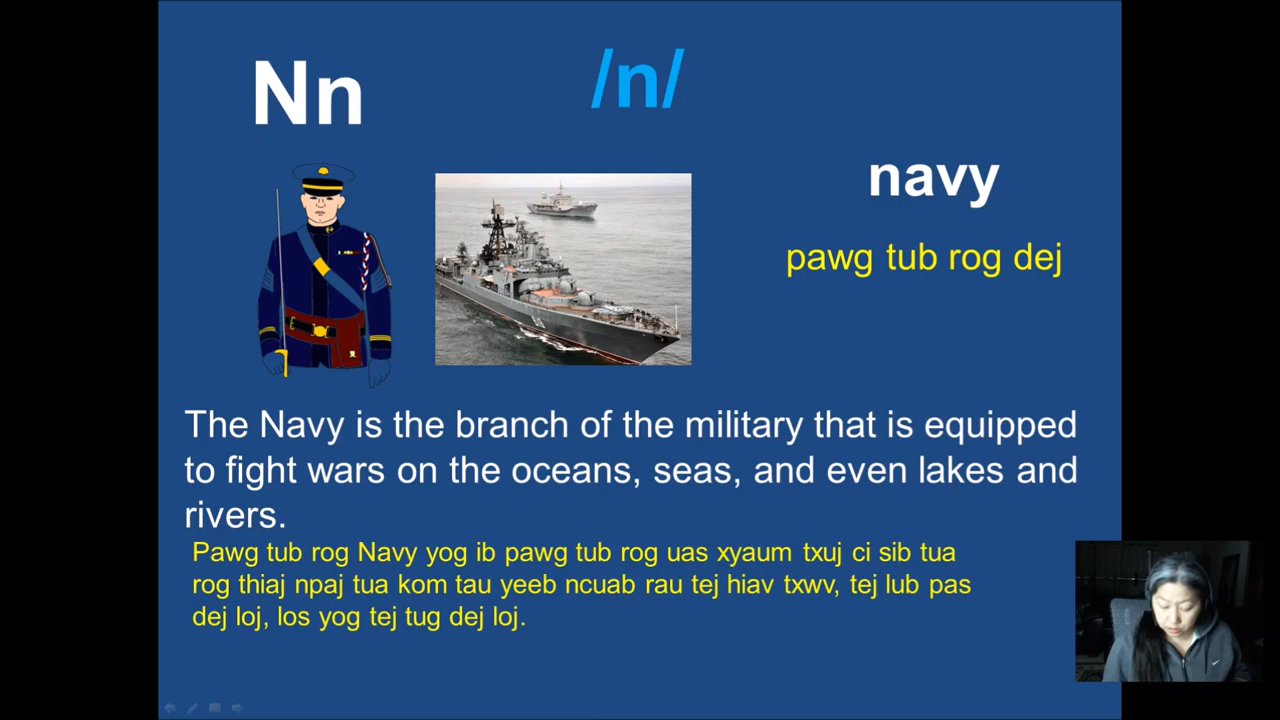 Nn
/n/
navy
pawg tub rog dej
The Navy is the branch of the military that is equipped
to fight wars on the oceans, seas, and even lakes and
rivers.
Pawg tub rog Navy yog ib pawg tub rog uas xyaum txuj ci sib tua
rog thiaj npaj tua kom tau yeeb ncuab rau tej hiav txwv, tej lub pas
dej loj, los yog tej tug dej loj.